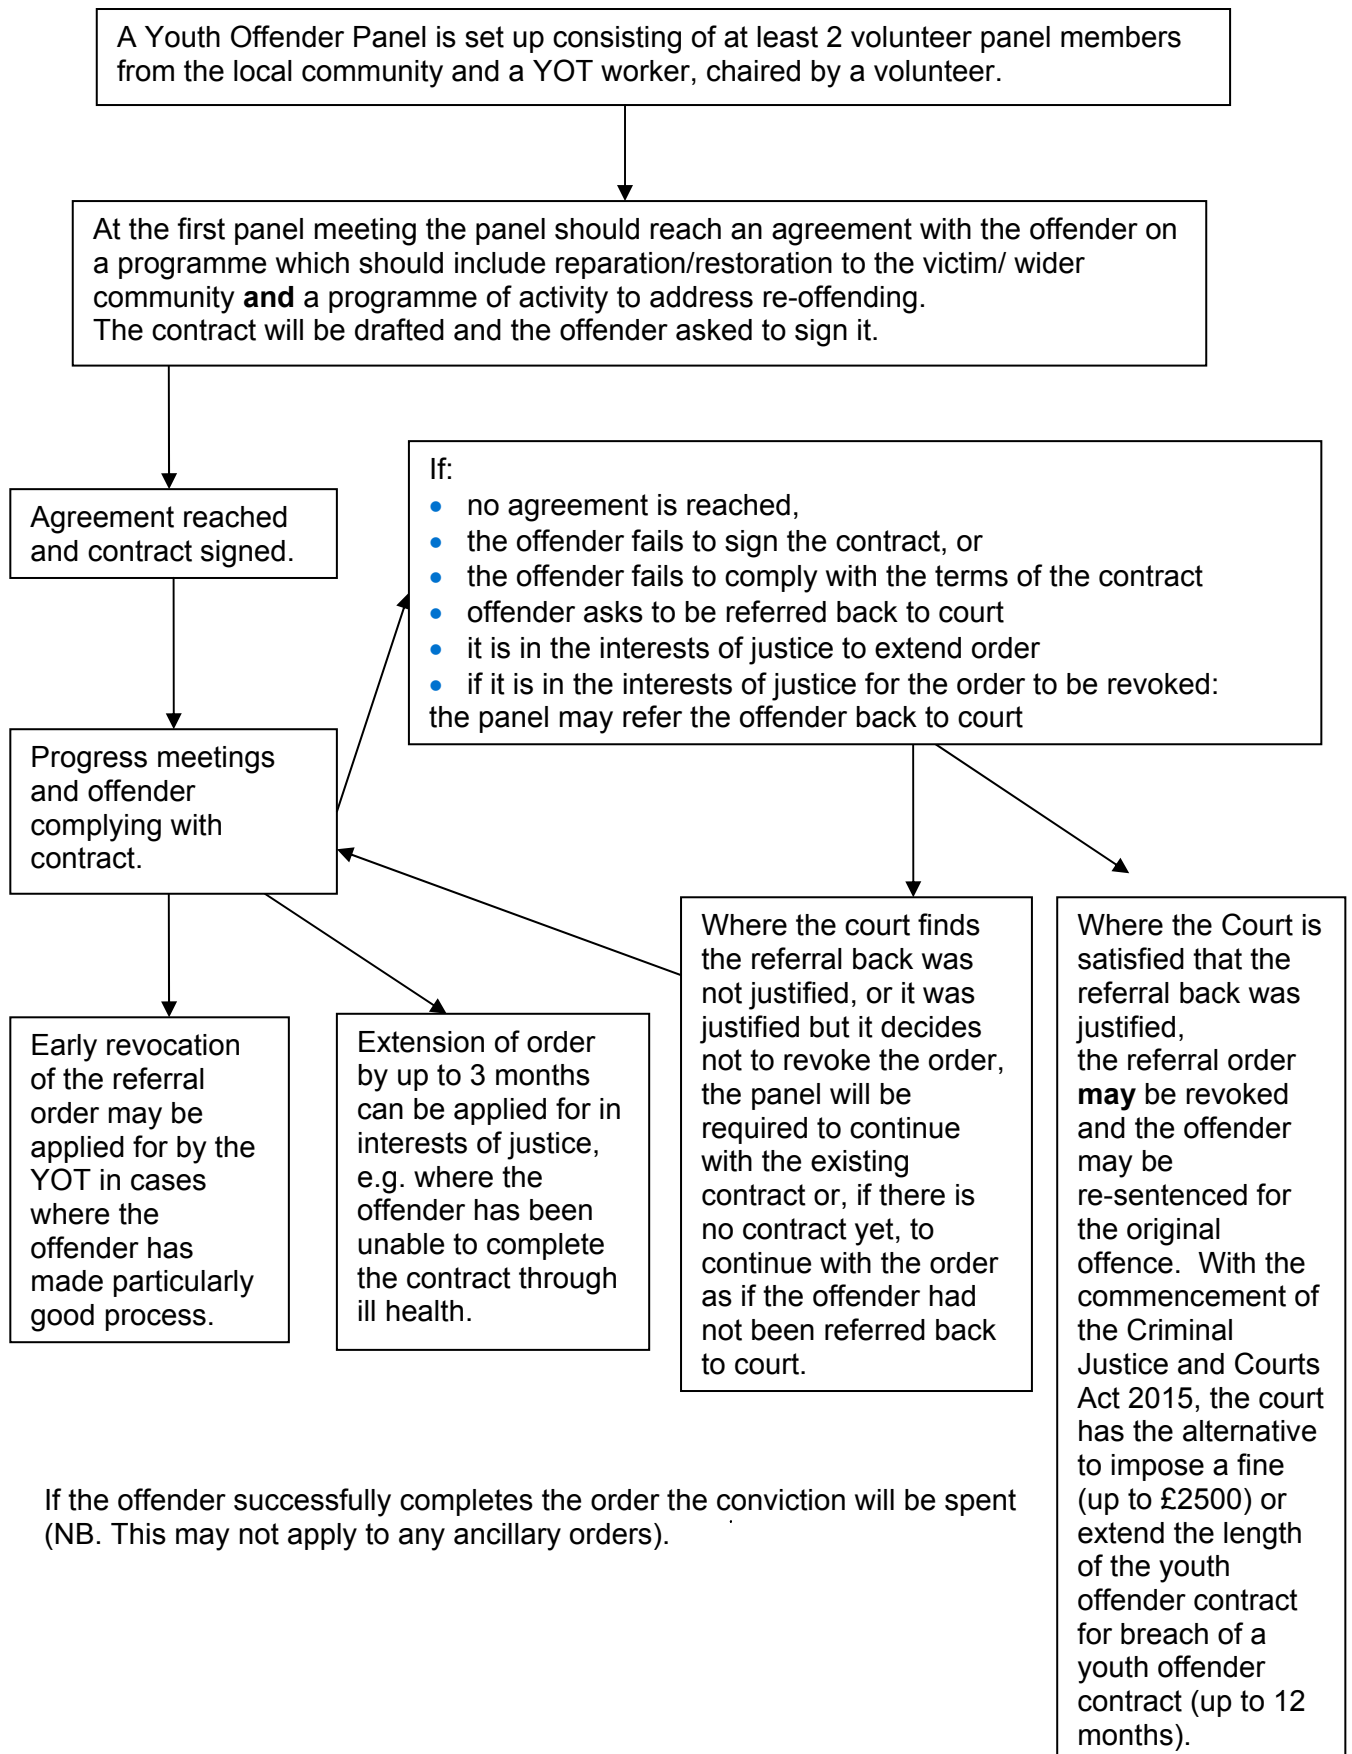 A Youth Offender Panel is set up consisting of at least 2 volunteer panel members
from the local community and a YOT worker, chaired by a volunteer.
At the first panel meeting the panel should reach an agreement with the offender on
a programme which should include reparation/restoration to the victim/ wider
community and a programme of activity to address re-offending.
The contract will be drafted and the offender asked to sign it.
Agreement reached
and contract signed.
If:
• no agreement is reached,
• the offender fails to sign the contract, or
• the offender fails to comply with the terms of the contract
• offender asks to be referred back to court
• it is in the interests of justice to extend order
• if it is in the interests of justice for the order to be revoked:
the panel may refer the offender back to court
Progress meetings
and offender
complying with
contract.
Early revocation
of the referral
order may be
applied for by the
YOT in cases
where the
offender has
made particularly
good process.
Extension of order
by up to 3 months
can be applied for in
interests of justice,
e.g. where the
offender has been
unable to complete
the contract through
ill health.
Where the court finds
the referral back was
not justified, or it was
justified but it decides
not to revoke the order,
the panel will be
required to continue
with the existing
contract or, if there is
no contract yet, to
continue with the order
as if the offender had
not been referred back
to court.
Where the Court is
satisfied that the
referral back was
justified,
the referral order
may be revoked
and the offender
may be
re-sentenced for
the original
offence.  With the
commencement of
the Criminal
Justice and Courts
Act 2015, the court
has the alternative
to impose a fine
(up to £2500) or
extend the length
of the youth
offender contract
for breach of a
youth offender
contract (up to 12
months).
If the offender successfully completes the order the conviction will be spent
(NB. This may not apply to any ancillary orders).